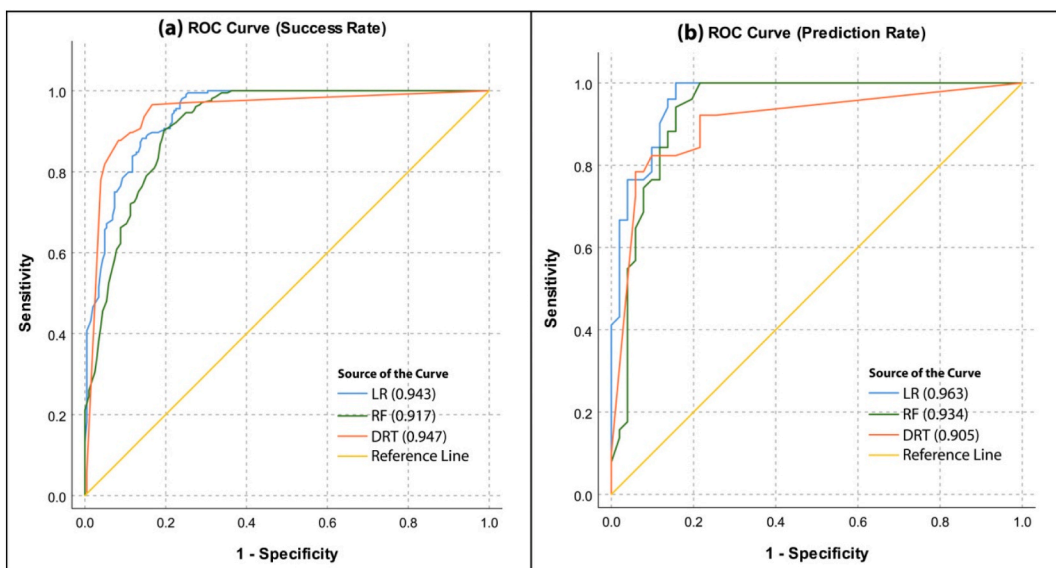 (a) ROC Curve (Success Rate)
1.0
0.8
0.6
0.4
0.2
0.0
Sensitivity
0.0 0.2 0.4 0.6 0.8 1.0
1 - Specificity
Source of the Curve
LR (0.943)
RF (0.917)
DRT (0.947)
Reference Line
(b) ROC Curve (Prediction Rate)
1.0
0.8
0.6
0.4
0.2
0.0
Sensitivity
0.0 0.2 0.4 0.6 0.8 1.0
1 - Specificity
Source of the Curve
LR (0.963)
RF (0.934)
DRT (0.905)
Reference Line